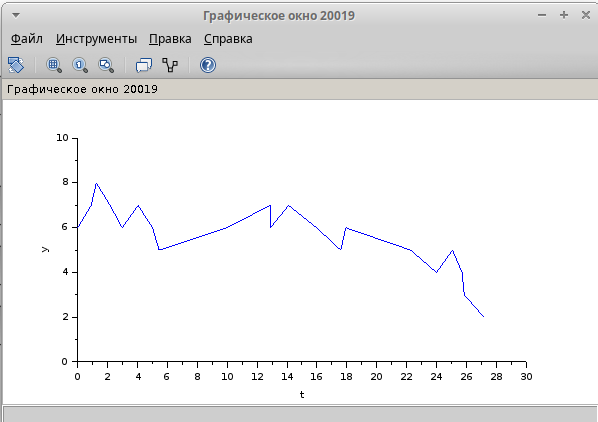 Графическое окно 20019
Файл Инструменты Правка Справка
Графическое окно 20019
10
8
6
4
2
0
y
0 2 4 6 8 10 12 14 16 18 20 22 24 26 28 30
t